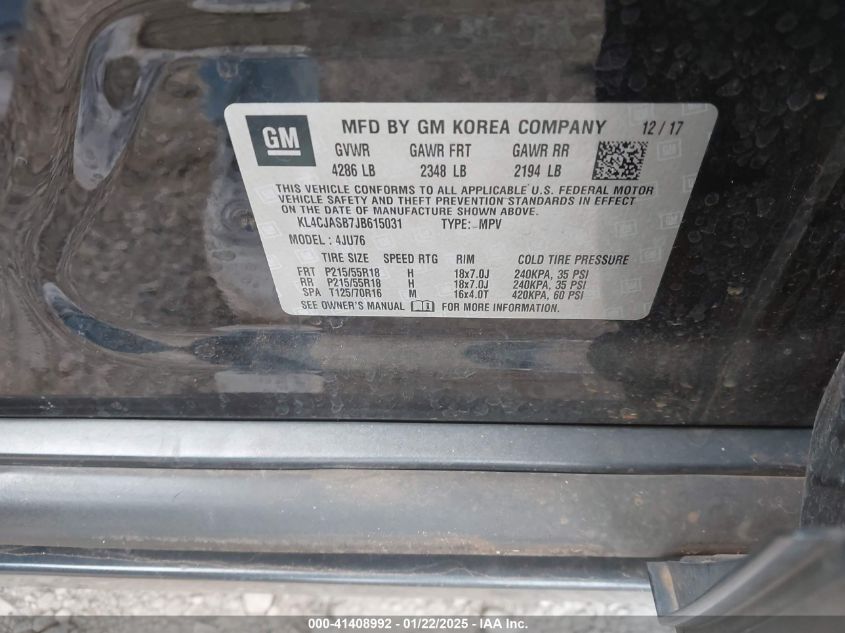 GM MFD BY GM KOREA COMPANY 12/17
GVWR GAWR FRT GAWR RR
4286 LB 2348 LB 2194 LB
THIS VEHICLE CONFORMS TO ALL APPLICABLE U.S. FEDERAL MOTOR
VEHICLE SAFETY AND THEFT PREVENTION STANDARDS IN EFFECT
ON THE DATE OF MANUFACTURE SHOWN ABOVE.
KL4CJASB7JB615031 TYPE: MPV
MODEL: 4JU76
TIRE SIZE SPEED RTG RIM COLD TIRE PRESSURE
FRT P215/55R18 H 18x7.0J 240KPA, 35 PSI
RR P215/55R18 H 18x7.0J 240KPA, 35 PSI
SPA T125/70R16 M 16x4.0T 420KPA, 60 PSI
SEE OWNER'S MANUAL FOR MORE INFORMATION.
000-41408992 - 01/22/2025 - IAA Inc.